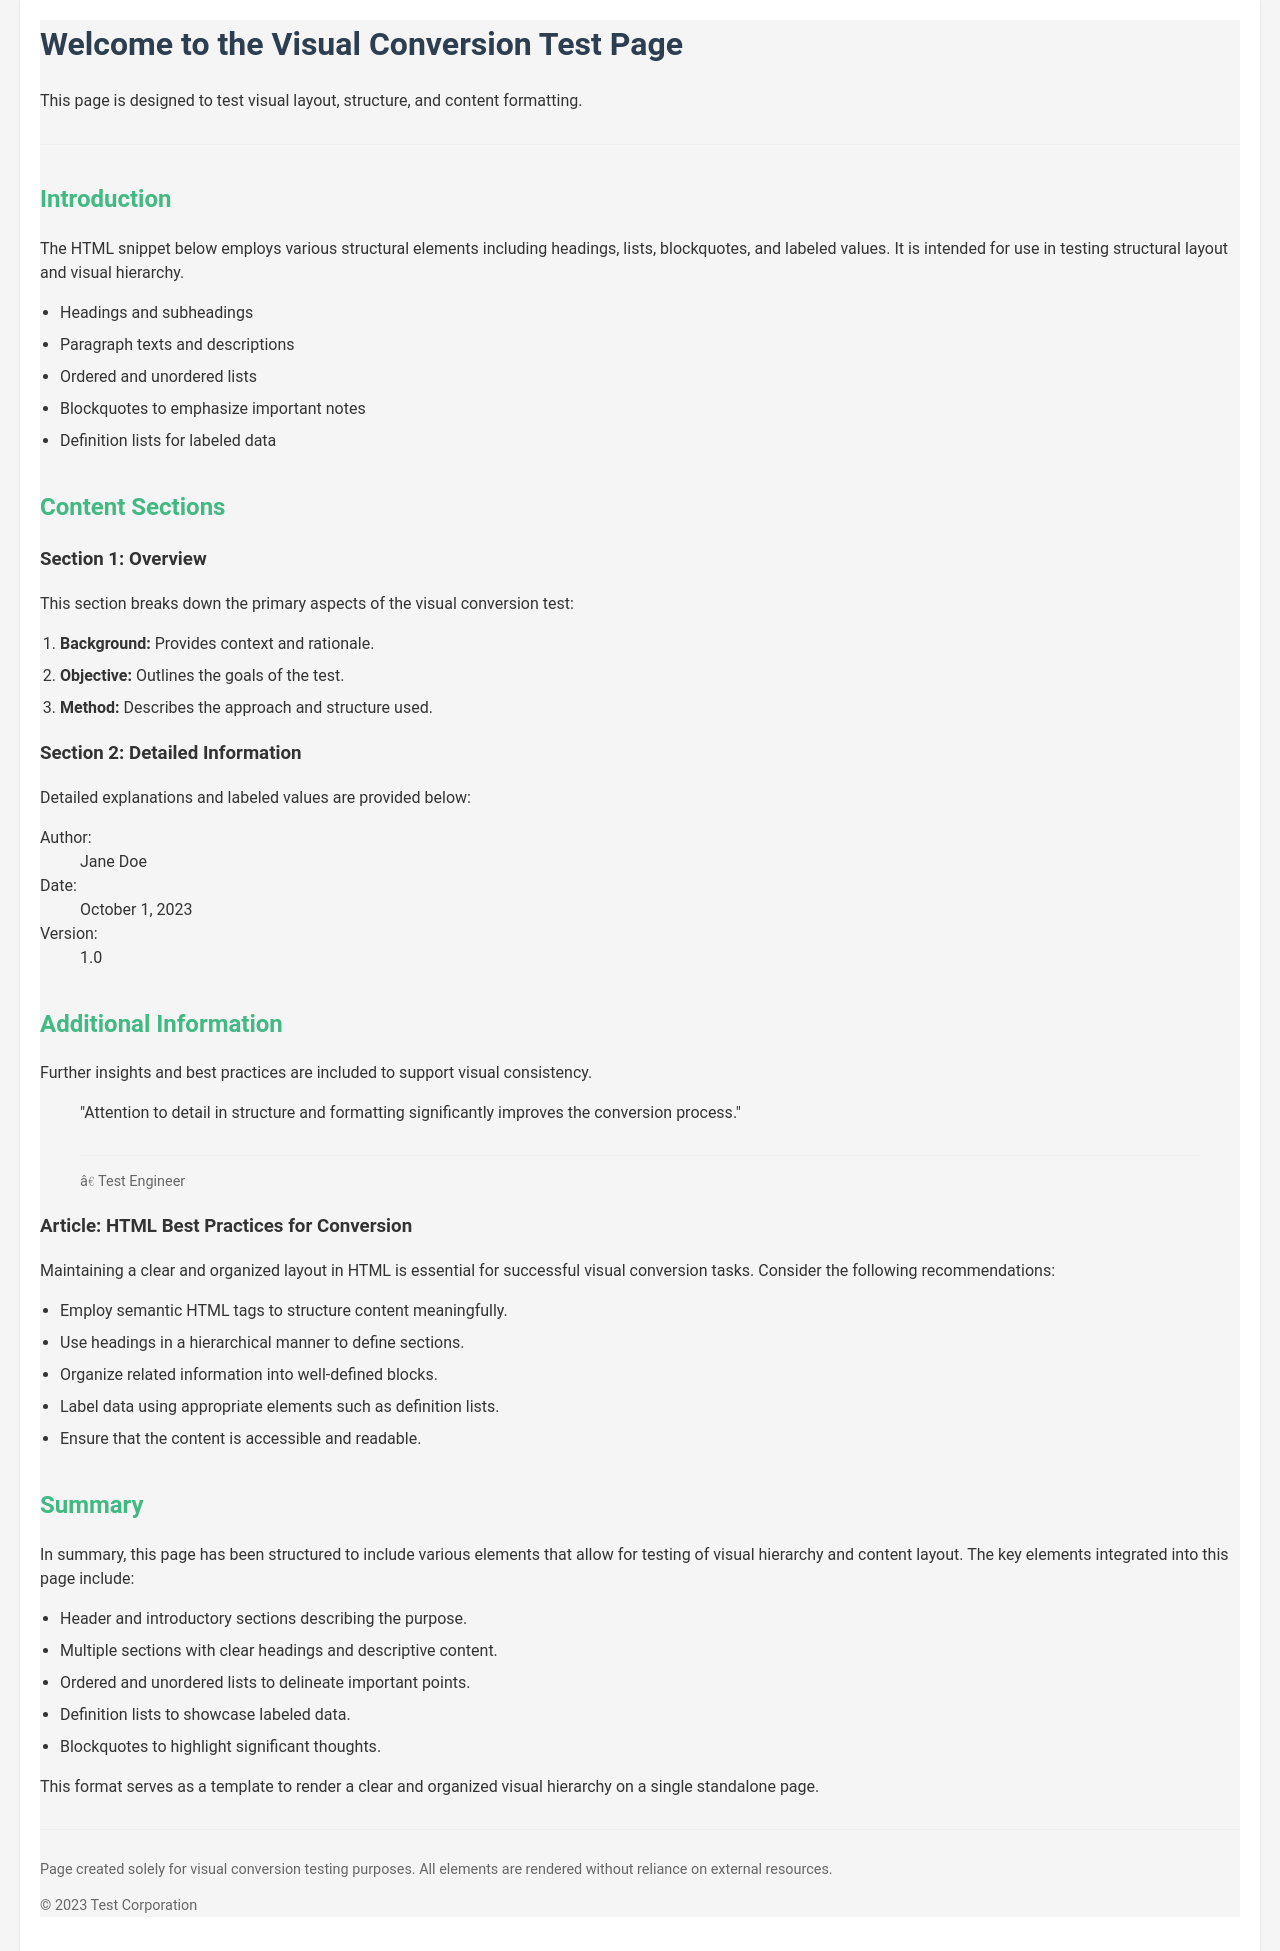 Welcome to the Visual Conversion Test Page
This page is designed to test visual layout, structure, and content formatting.
Introduction
The HTML snippet below employs various structural elements including headings, lists, blockquotes, and labeled values. It is intended for use in testing structural layout
and visual hierarchy.
• Headings and subheadings
• Paragraph texts and descriptions
• Ordered and unordered lists
• Blockquotes to emphasize important notes
• Definition lists for labeled data
Content Sections
Section 1: Overview
This section breaks down the primary aspects of the visual conversion test:
1. Background: Provides context and rationale.
2. Objective: Outlines the goals of the test.
3. Method: Describes the approach and structure used.
Section 2: Detailed Information
Detailed explanations and labeled values are provided below:
Author:
Jane Doe
Date:
October 1, 2023
Version:
1.0
Additional Information
Further insights and best practices are included to support visual consistency.
"Attention to detail in structure and formatting significantly improves the conversion process."
â€ Test Engineer
Article: HTML Best Practices for Conversion
Maintaining a clear and organized layout in HTML is essential for successful visual conversion tasks. Consider the following recommendations:
• Employ semantic HTML tags to structure content meaningfully.
• Use headings in a hierarchical manner to define sections.
• Organize related information into well-defined blocks.
• Label data using appropriate elements such as definition lists.
• Ensure that the content is accessible and readable.
Summary
In summary, this page has been structured to include various elements that allow for testing of visual hierarchy and content layout. The key elements integrated into this
page include:
• Header and introductory sections describing the purpose.
• Multiple sections with clear headings and descriptive content.
• Ordered and unordered lists to delineate important points.
• Definition lists to showcase labeled data.
• Blockquotes to highlight significant thoughts.
This format serves as a template to render a clear and organized visual hierarchy on a single standalone page.
Page created solely for visual conversion testing purposes. All elements are rendered without reliance on external resources.
© 2023 Test Corporation